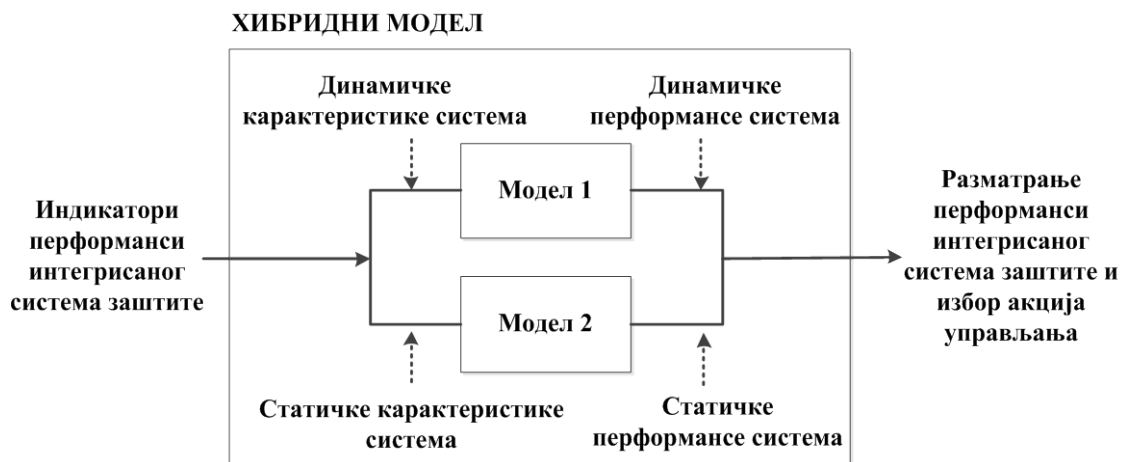 ХИБРИДНИ МОДЕЛ
Динамичке
карактеристике система
Динамичке
перформансе система
Модел 1
Индикатори
перформанси
интегрисаног
система заштите
Разматрање
перформанси
интегрисаног
система заштите и
избор акција
управљања
Модел 2
Статичке карактеристике
система
Статичке
перформансе система